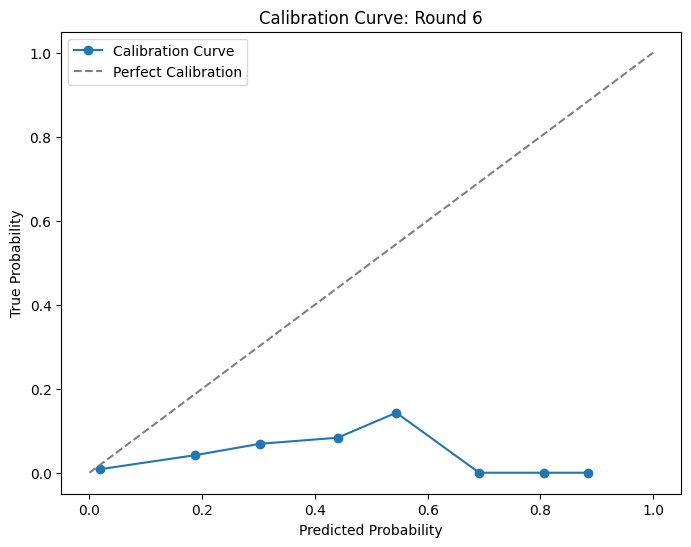 Calibration Curve: Round 6
Calibration Curve
Perfect Calibration
1.0
0.8
0.6
0.4
0.2
0.0
True Probability
0.0 0.2 0.4 0.6 0.8 1.0
Predicted Probability